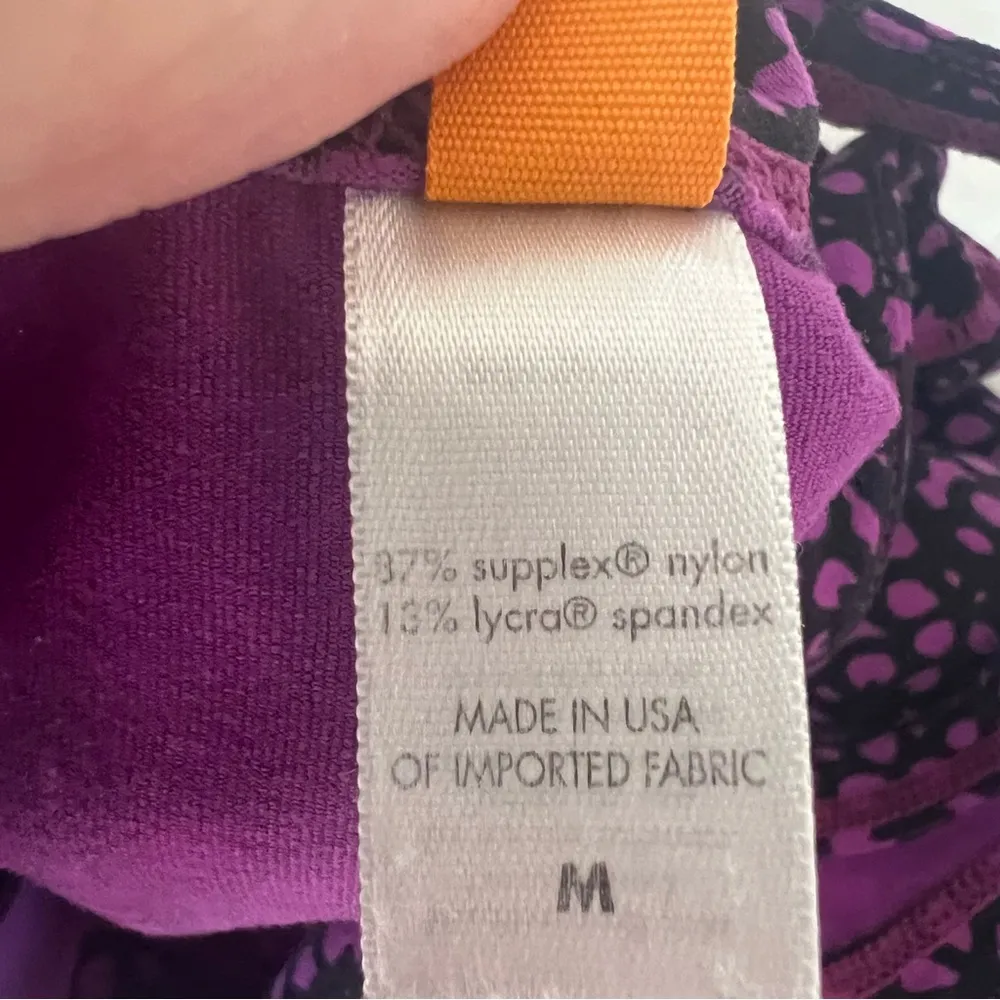 87% supplex® nylon
13% lycra® spandex
MADE IN USA
OF IMPORTED FABRIC
M